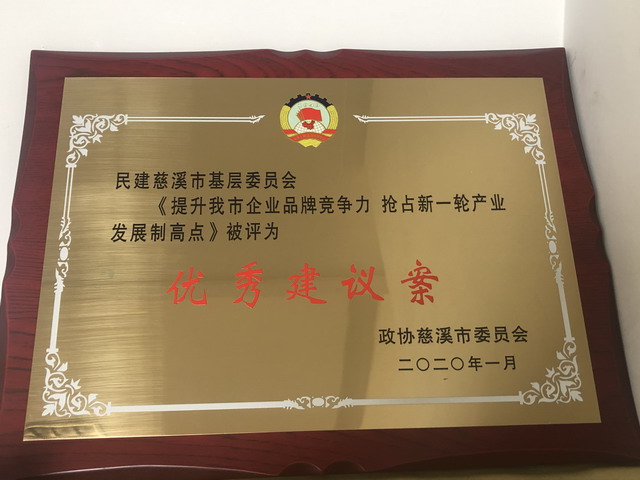 民建慈溪市基层委员会
《提升我市企业品牌竞争力 抢占新一轮产业
发展制高点》被评为
优秀建议案
政协慈溪市委员会
二〇二〇年一月